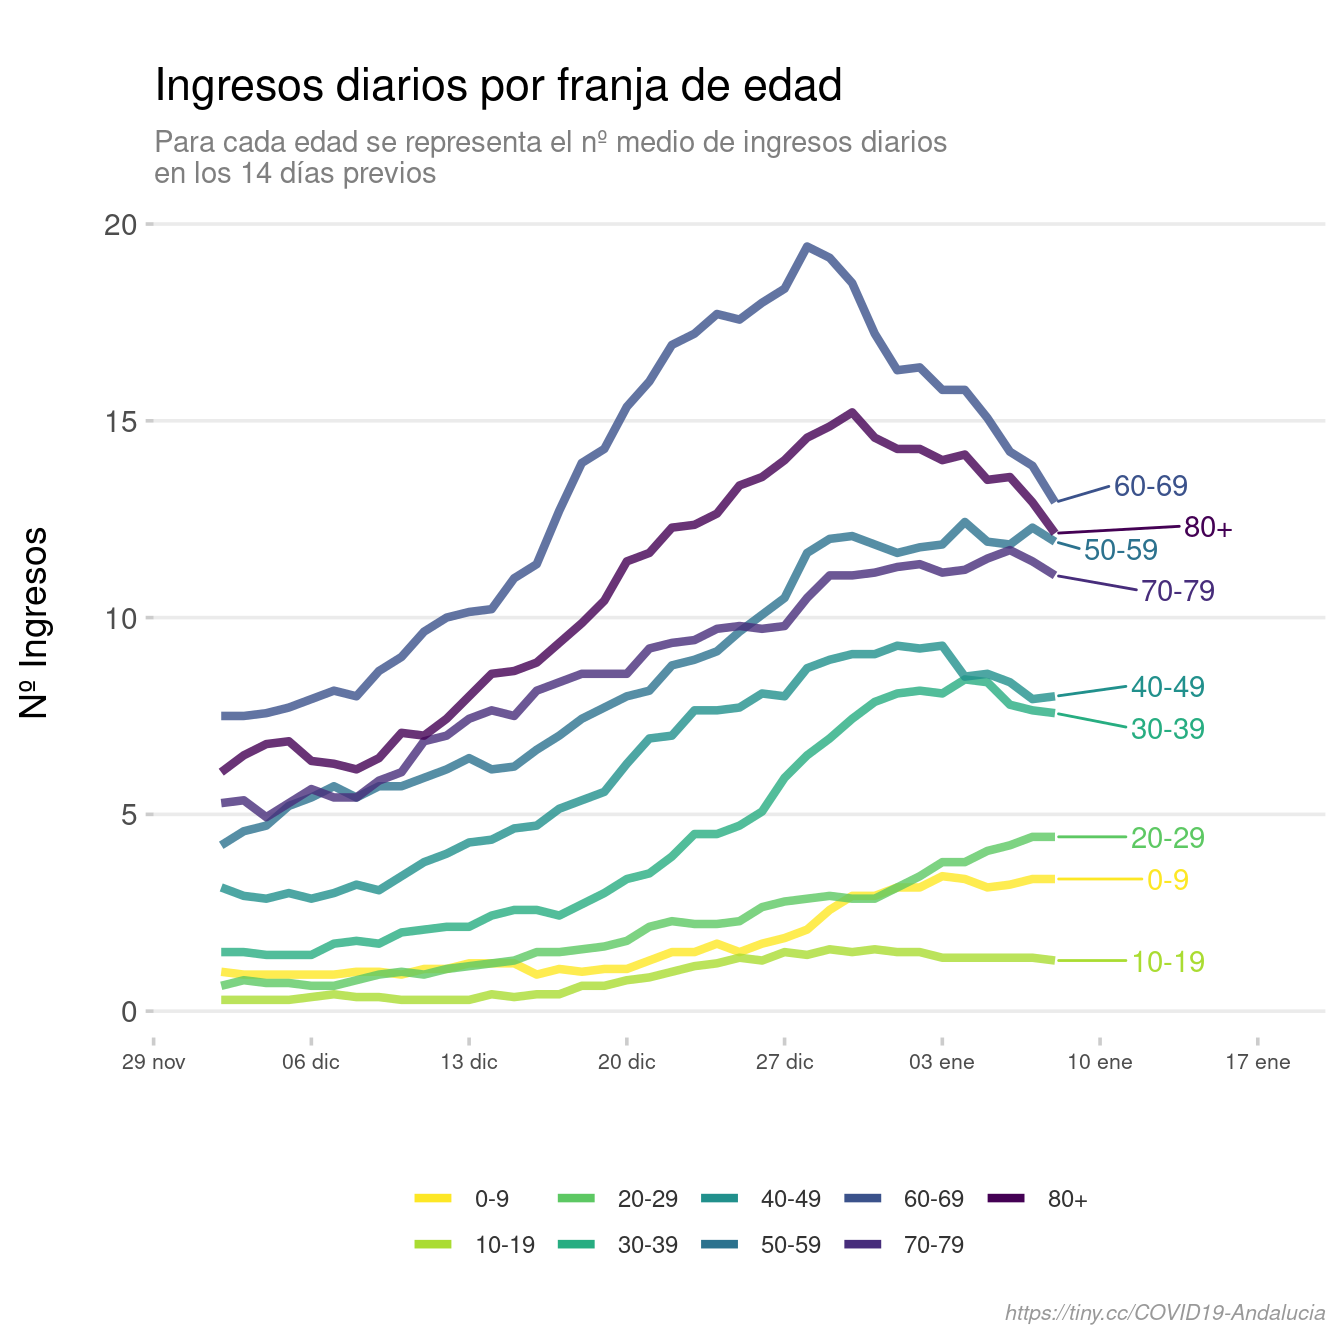 Ingresos diarios por franja de edad
Para cada edad se representa el nº medio de ingresos diarios
en los 14 días previos
Nº Ingresos
20
15
10
5
0
60-69
80+
50-59
70-79
40-49
30-39
20-29
0-9
10-19
29 nov
06 dic
13 dic
20 dic
27 dic
03 ene
10 ene
17 ene
0-9
20-29
40-49
60-69
80+
10-19
30-39
50-59
70-79
https://tiny.cc/COVID19-Andalucia